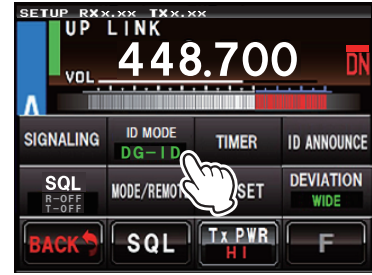 SETUP RXx.xx TXx.xx
UP LINK
VOL 448.700 DN
SIGNALING ID MODE TIMER ID ANNOUNCE
DG-ID
SQL MODE/REMOT SET DEVIATION
R-OFF WIDE
T-OFF
BACK SQL Tx PWR F
HI